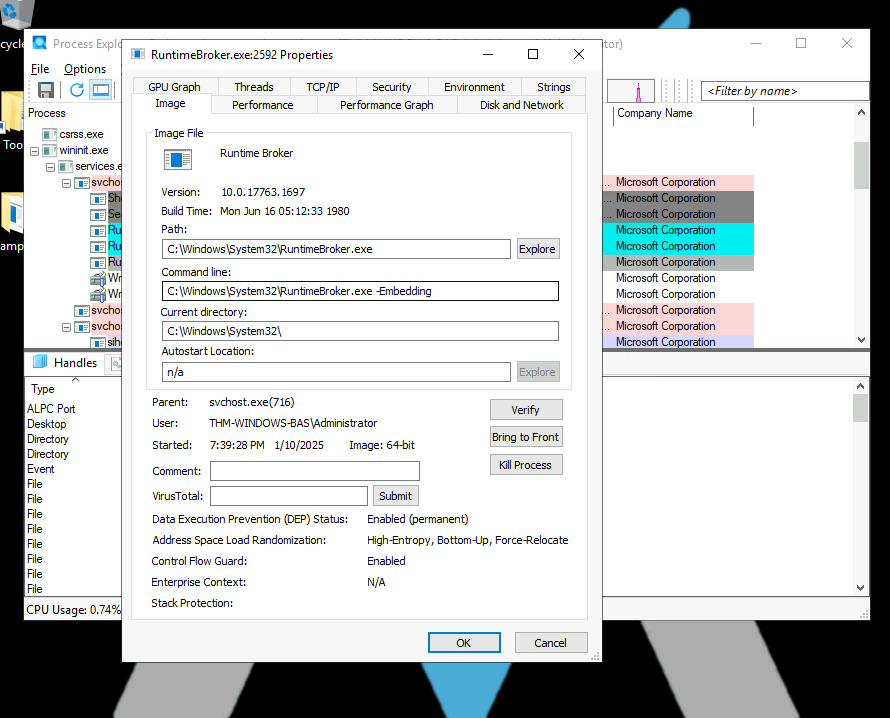 cycle
Process Explo
RuntimeBroker.exe:2592 Properties
itor)
File Options
<Filter by name>
Process
Company Name
GPU Graph Threads TCP/IP Security Environment Strings
Image Performance Performance Graph Disk and Network
csrss.exe
wininit.exe
services.e
svchost
Sh
Se
Ru
Ru
Ru
Wr
Wr
svchos
svchos
siho
... Microsoft Corporation
... Microsoft Corporation
... Microsoft Corporation
Microsoft Corporation
Microsoft Corporation
Microsoft Corporation
Microsoft Corporation
Microsoft Corporation
... Microsoft Corporation
... Microsoft Corporation
Microsoft Corporation
Too
amp
Image File
Runtime Broker
Version: 10.0.17763.1697
Build Time: Mon Jun 16 05:12:33 1980
Path:
C:\Windows\System32\RuntimeBroker.exe Explore
Command line:
C:\Windows\System32\RuntimeBroker.exe -Embedding
Current directory:
C:\Windows\System32\
Autostart Location:
n/a Explore
Parent: svchost.exe(716)
User: THM-WINDOWS-BAS\Administrator
Started: 7:39:28 PM 1/10/2025 Image: 64-bit
Verify
Bring to Front
Kill Process
Comment:
VirusTotal: Submit
Data Execution Prevention (DEP) Status: Enabled (permanent)
Address Space Load Randomization: High-Entropy, Bottom-Up, Force-Relocate
Control Flow Guard: Enabled
Enterprise Context: N/A
Stack Protection:
OK Cancel
Handles
Type
ALPC Port
Desktop
Directory
Directory
Event
File
File
File
File
File
File
File
File
CPU Usage: 0.74%